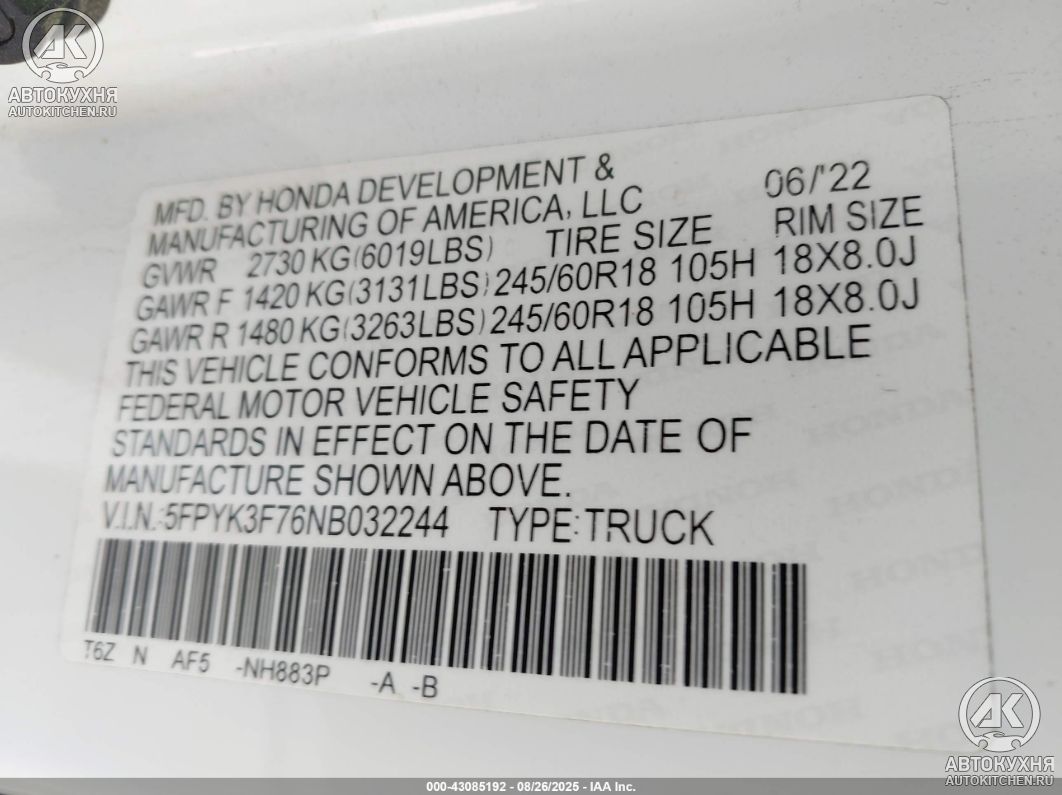 AK
АВТОКУХНЯ
AUTOKITCHEN.RU
MFD. BY HONDA DEVELOPMENT & 06/'22
MANUFACTURING OF AMERICA, LLC
GVWR 2730 KG(6019LBS) TIRE SIZE RIM SIZE
GAWR F 1420 KG(3131LBS) 245/60R18 105H 18X8.0J
GAWR R 1480 KG(3263LBS) 245/60R18 105H 18X8.0J
THIS VEHICLE CONFORMS TO ALL APPLICABLE
FEDERAL MOTOR VEHICLE SAFETY
STANDARDS IN EFFECT ON THE DATE OF
MANUFACTURE SHOWN ABOVE.
V.I.N.:5FPYK3F76NB032244 TYPE:TRUCK
T6Z N AF5 -NH883P -A -B
AK
АВТОКУХНЯ
AUTOKITCHEN.RU
000-43085192 - 08/26/2025 - IAA Inc.